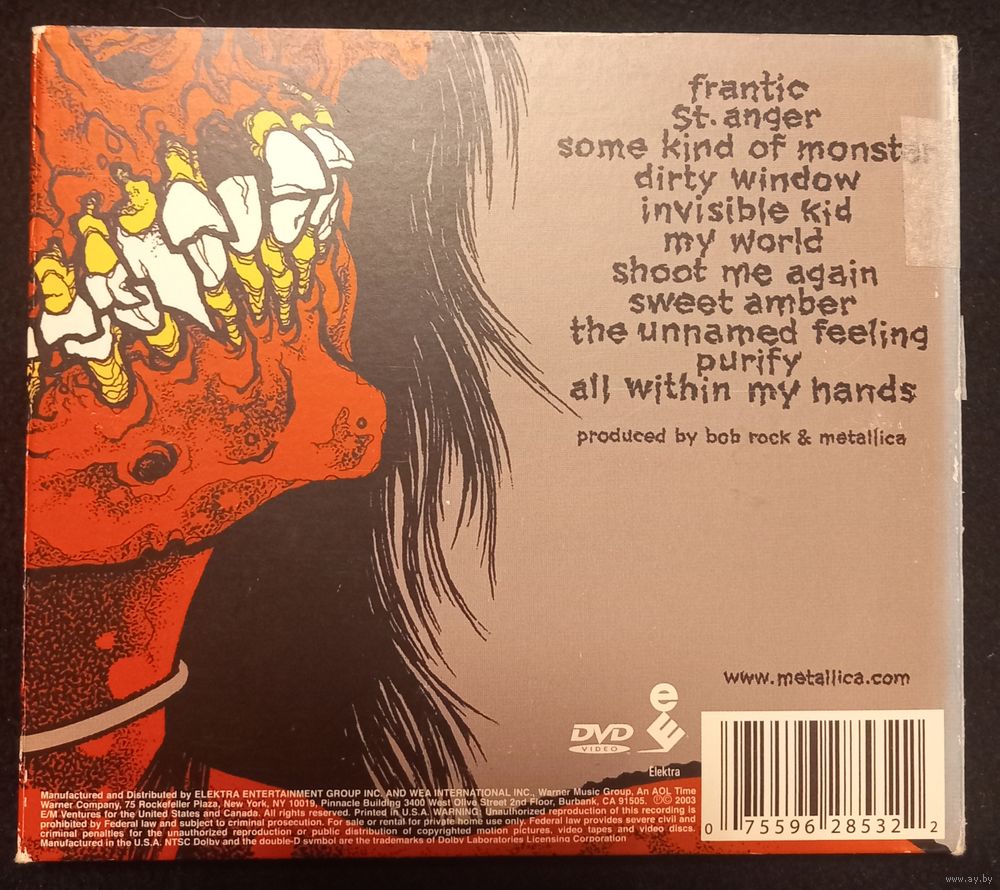 frantic
St. anger
some kind of monster
dirty window
invisible kid
my world
shoot me again
sweet amber
the unnamed feeling
purify
all within my hands
produced by bob rock & metallica
www.metallica.com
DVD
VIDEO
e
Elektra
Manufactured and Distributed by ELEKTRA ENTERTAINMENT GROUP INC. AND WEA INTERNATIONAL INC., Warner Music Group, An AOL Time
Warner Company, 75 Rockefeller Plaza, New York, NY 10019, Pinnacle Building 3400 West Olive Street 2nd Floor, Burbank, CA 91505. ℗© 2003
E/M Ventures for the United States and Canada. All rights reserved. Printed in U.S.A. WARNING: Unauthorized reproduction of this recording is
prohibited by Federal law and subject to criminal prosecution. For sale or rental for private home use only. Federal law provides severe civil and
criminal penalties for the unauthorized reproduction or public distribution of copyrighted motion pictures, video tapes and video discs.
Manufactured in the U.S.A. NTSC Dolby and the double-D symbol are the trademarks of Dolby Laboratories Licensing Corporation
0 75596 28532 2
www.ay.by